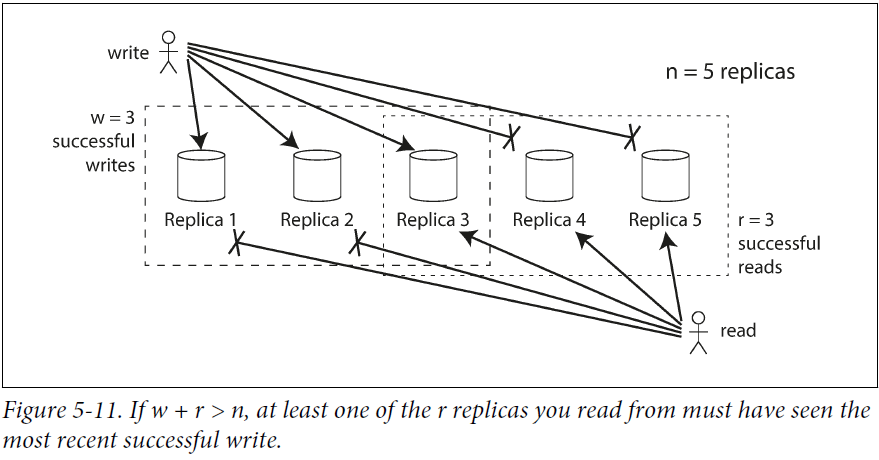 write
n = 5 replicas
w = 3
successful
writes
Replica 1
Replica 2
Replica 3
Replica 4
Replica 5
r = 3
successful
reads
read
Figure 5-11. If w + r > n, at least one of the r replicas you read from must have seen the
most recent successful write.